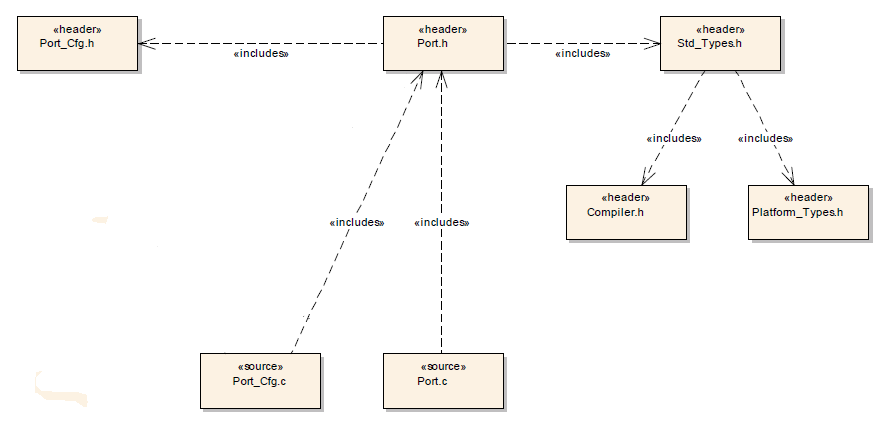 «header»
Port_Cfg.h
«header»
Port.h
«header»
Std_Types.h
«includes»
«includes»
«includes»
«includes»
«header»
Compiler.h
«header»
Platform_Types.h
«includes»
«includes»
«source»
Port_Cfg.c
«source»
Port.c